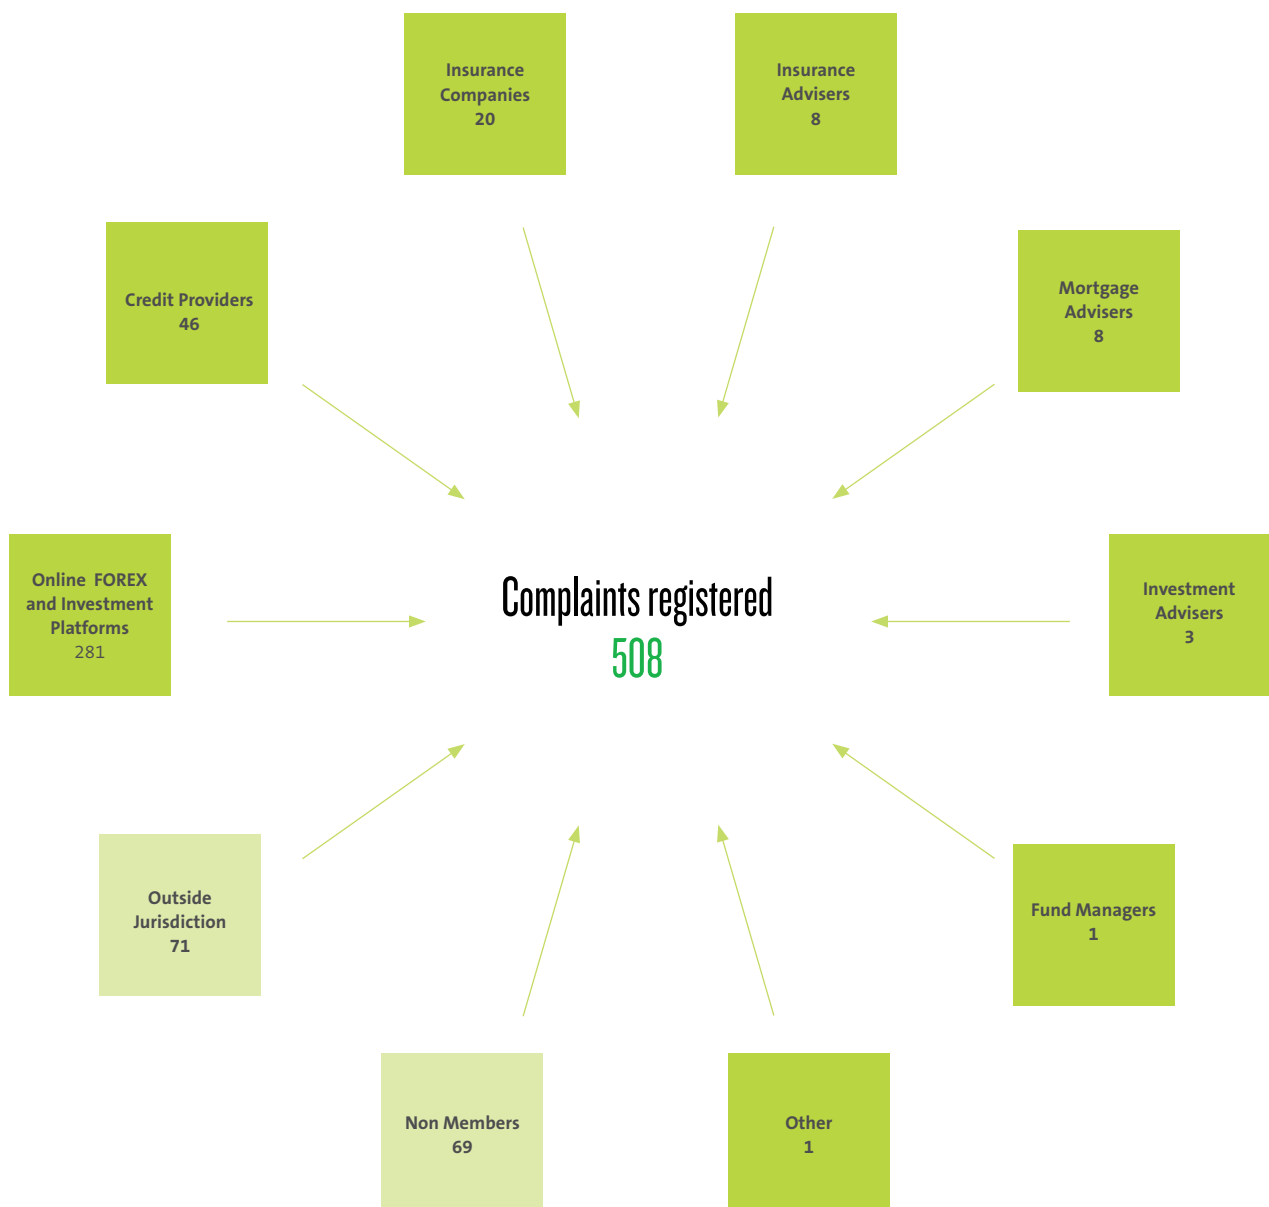 Insurance
Companies
20
Insurance
Advisers
8
Credit Providers
46
Mortgage
Advisers
8
Online FOREX
and Investment
Platforms
281
Complaints registered
508
Investment
Advisers
3
Outside
Jurisdiction
71
Fund Managers
1
Non Members
69
Other
1